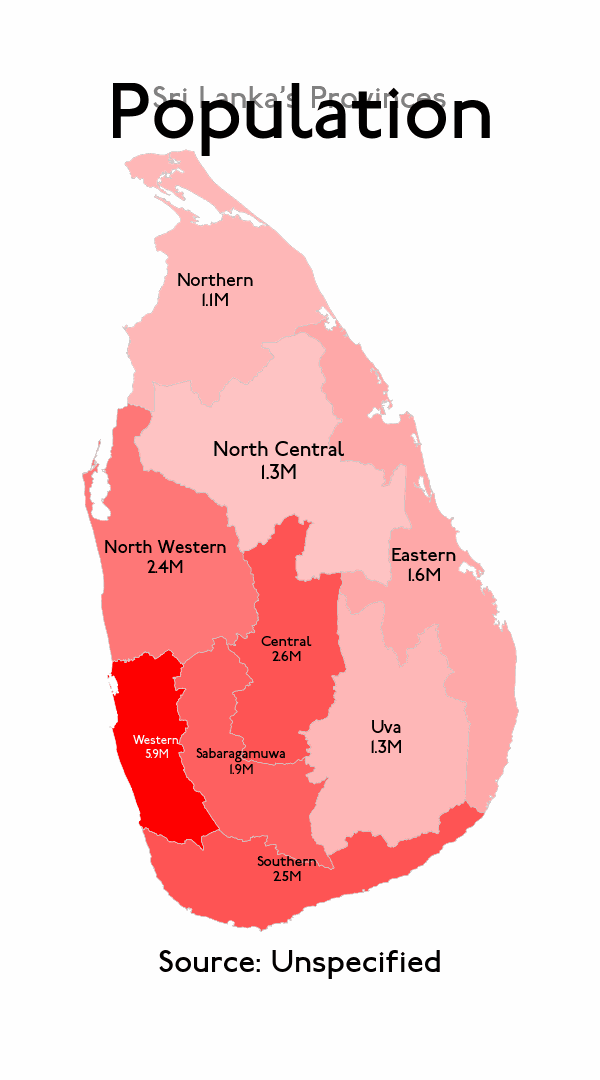 Sri Lanka's Provinces
Population
Northern
1.1M
North Central
1.3M
North Western
2.4M
Eastern
1.6M
Central
2.6M
Uva
1.3M
Western
5.9M
Sabaragamuwa
1.9M
Southern
2.5M
Source: Unspecified